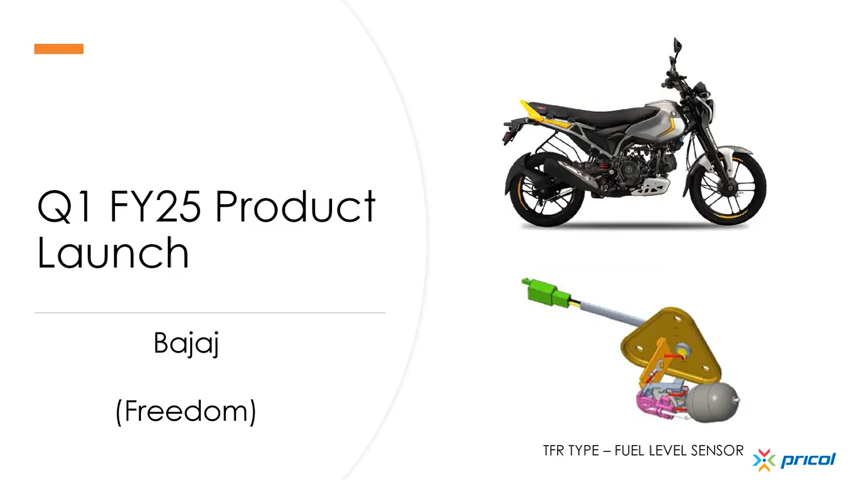 Q1 FY25 Product
Launch
Bajaj
(Freedom)
TFR TYPE – FUEL LEVEL SENSOR
pricol